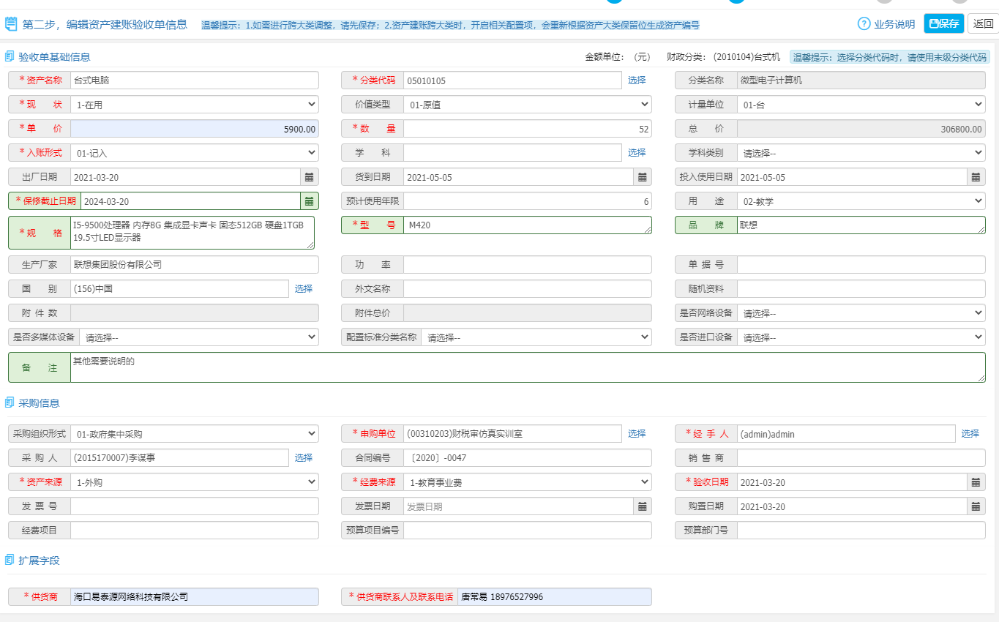 第二步，编辑资产建账验收单信息 温馨提示：1.如需进行跨大类调整，请先保存；2.资产建账跨大类时，开启相关配置项，会重新根据资产大类保留位生成资产编号 业务说明 保存 返回
验收单基础信息 金额单位：（元） 财政分类：(2010104)台式机 温馨提示：选择分类代码时，请使用末级分类代码
* 资产名称 台式电脑 * 分类代码 05010105 选择 分类名称 微型电子计算机
* 现 状 1-在用 价值类型 01-原值 计量单位 01-台
* 单 价 5900.00 * 数 量 52 总 价 306800.00
* 入账形式 01-记入 学 科 选择 学科类别 请选择--
出厂日期 2021-03-20 货到日期 2021-05-05 投入使用日期 2021-05-05
* 保修截止日期 2024-03-20 预计使用年限 6 用 途 02-教学
* 规 格 I5-9500处理器 内存8G 集成显卡声卡 固态512GB 硬盘1TGB 19.5寸LED显示器 * 型 号 M420 品 牌 联想
生产厂家 联想集团股份有限公司 功 率 单 据 号
国 别 (156)中国 选择 外文名称 随机资料
附 件 数 附件总价 是否网络设备 请选择--
是否多媒体设备 请选择-- 配置标准分类名称 请选择-- 是否进口设备 请选择--
备 注 其他需要说明的
采购信息
采购组织形式 01-政府集中采购 * 申购单位 (00310203)财税审仿真实训室 选择 * 经 手 人 (admin)admin 选择
采 购 人 (2015170007)李谋事 选择 合同编号 〔2020〕-0047 销 售 商
* 资产来源 1-外购 * 经费来源 1-教育事业费 * 验收日期 2021-03-20
发 票 号 发票日期 发票日期 购置日期 2021-03-20
经费项目 预算项目编号 预算部门号
扩展字段
* 供货商 海口易泰源网络科技有限公司 * 供货商联系人及联系电话 唐常易 18976527996